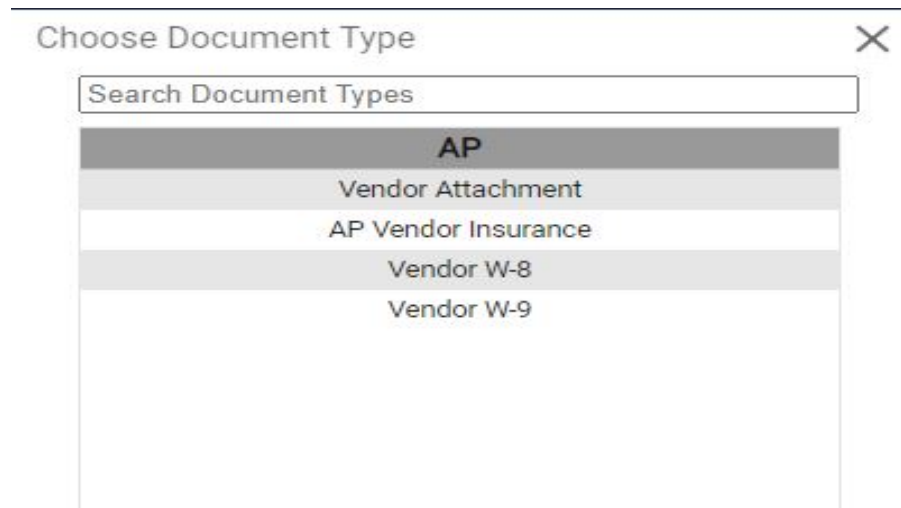 Choose Document Type
Search Document Types
AP
Vendor Attachment
AP Vendor Insurance
Vendor W-8
Vendor W-9